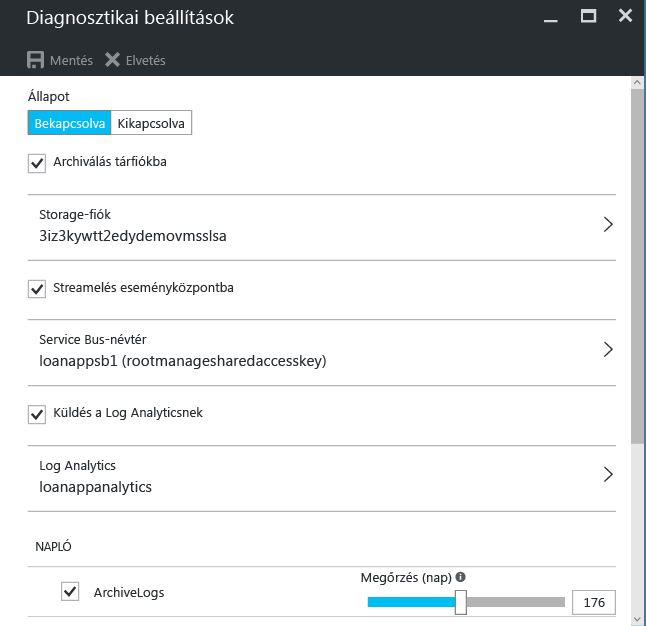 Diagnosztikai beállítások
Mentés Elvetés
Állapot
Bekapcsolva Kikapcsolva
Archiválás tárfiókba
Storage-fiók
3iz3kywtt2edydemovmsslsa
Streamelés eseményközpontba
Service Bus-névtér
loanappsb1 (rootmanagesharedaccesskey)
Küldés a Log Analyticsnek
Log Analytics
loanappanalytics
NAPLÓ
Megőrzés (nap)
ArchiveLogs
176